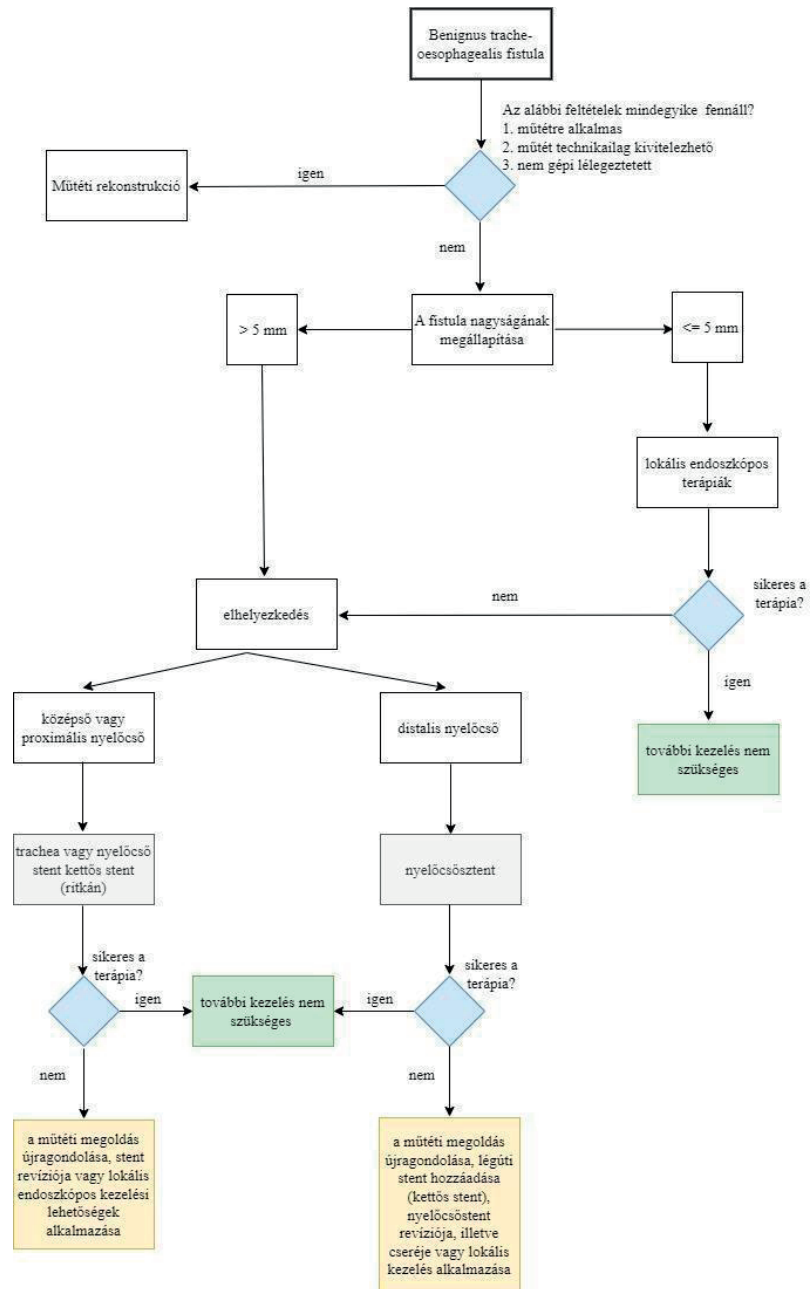 Benignus trache-
oesophagealis fistula
Az alábbi feltételek mindegyike fennáll?
1. műtétre alkalmas
2. műtét technikailag kivitelezhető
3. nem gépi lélegeztetett
igen
Műtéti rekonstrukció
nem
> 5 mm
A fistula nagyságának
megállapítása
<= 5 mm
lokális endoszkópos
terápiák
sikeres a
terápia?
nem
elhelyezkedés
igen
további kezelés nem
szükséges
középső vagy
proximális nyelőcső
distalis nyelőcső
trachea vagy nyelőcső
stent kettős stent
(ritkán)
nyelőcsősztent
sikeres a
terápia?
igen
további kezelés nem
szükséges
igen
sikeres a
terápia?
nem
nem
a műtéti megoldás
újragondolása, stent
revíziója vagy lokális
endoszkópos kezelési
lehetőségek
alkalmazása
a műtéti megoldás
újragondolása, légúti
stent hozzáadása
(kettős stent),
nyelőcsőstent
revíziója, illetve
cseréje vagy lokális
kezelés alkalmazása